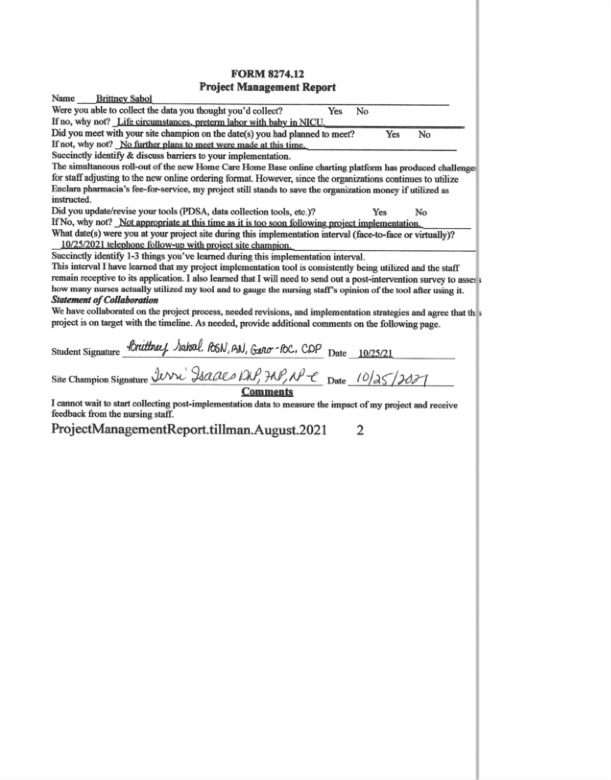 FORM 8274.12
Project Management Report
Name Brittney Sabol
Were you able to collect the data you thought you'd collect? Yes No
If no, why not? Life circumstances, preterm labor with baby in NICU.
Did you meet with your site champion on the date(s) you had planned to meet? Yes No
If not, why not? No further plans to meet were made at this time.
Succinctly identify & discuss barriers to your implementation.
The simultaneous roll-out of the new Home Care Home Base online charting platform has produced challenge
for staff adjusting to the new online ordering format. However, since the organizations continues to utilize
Enclara pharmacia's fee-for-service, my project still stands to save the organization money if utilized as
instructed.
Did you update/revise your tools (PDSA, data collection tools, etc.)? Yes No
If No, why not? Not appropriate at this time as it is too soon following project implementation.
What date(s) were you at your project site during this implementation interval (face-to-face or virtually)?
10/25/2021 telephone follow-up with project site champion.
Succinctly identify 1-3 things you've learned during this implementation interval.
This interval I have learned that my project implementation tool is consistently being utilized and the staff
remain receptive to its application. I also learned that I will need to send out a post-intervention survey to assess
how many nurses actually utilized my tool and to gauge the nursing staff's opinion of the tool after using it.
Statement of Collaboration
We have collaborated on the project process, needed revisions, and implementation strategies and agree that this
project is on target with the timeline. As needed, provide additional comments on the following page.
Student Signature Brittney Sabol BSN, RN, Gero-BC, CDP Date 10/25/21
Site Champion Signature Terri Isaacs DNP, FNP, NP-C Date 10/25/2021
Comments
I cannot wait to start collecting post-implementation data to measure the impact of my project and receive
feedback from the nursing staff.
ProjectManagementReport.tillman.August.2021 2